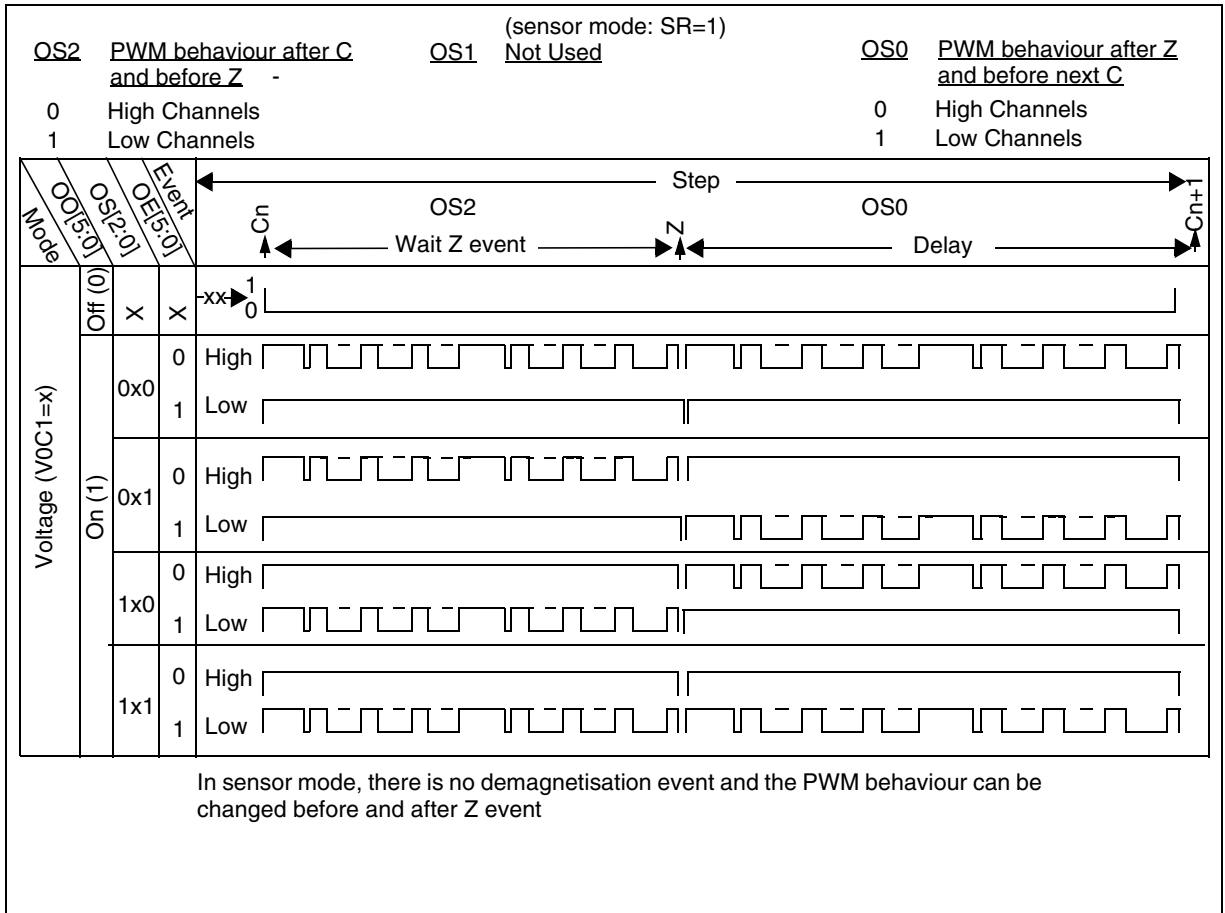 (sensor mode: SR=1)
OS2 PWM behaviour after C and before Z -
0 High Channels
1 Low Channels
OS1 Not Used
OS0 PWM behaviour after Z and before next C
0 High Channels
1 Low Channels
Mode
OO[5:0]
OS[2:0]
OE[5:0]
Event
Step
Cn
OS2
Wait Z event
Z
OS0
Delay
Cn+1
Voltage (V0C1=x)
Off (0)
X
X
xx
1
0
On (1)
0x0
0 High
1 Low
0x1
0 High
1 Low
1x0
0 High
1 Low
1x1
0 High
1 Low
In sensor mode, there is no demagnetisation event and the PWM behaviour can be
changed before and after Z event